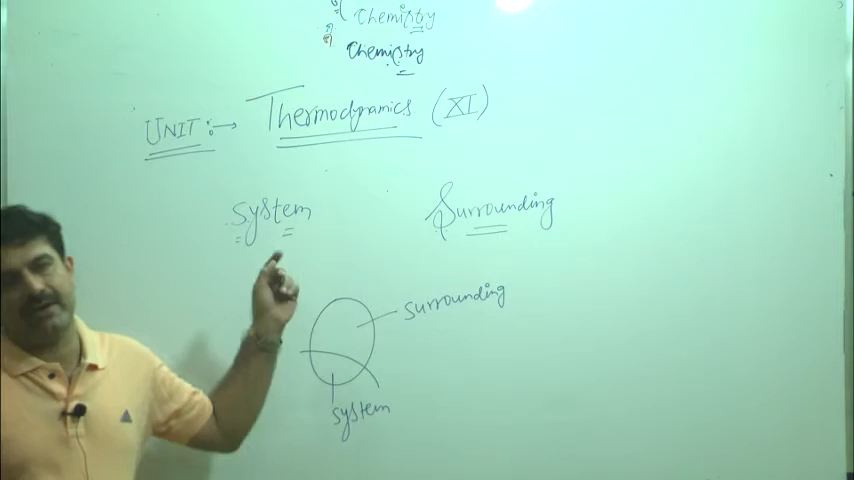 Chemistry
Chemistry
UNIT:→ Thermodynamics (XI)
System Surrounding
surrounding
system